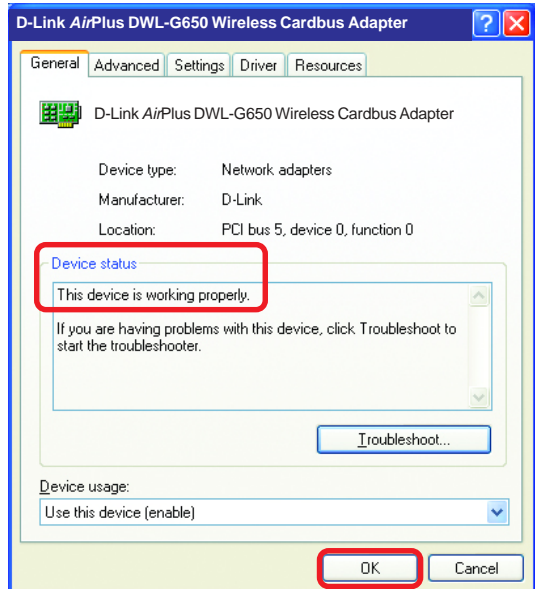 D-Link AirPlus DWL-G650 Wireless Cardbus Adapter
General Advanced Settings Driver Resources
D-Link AirPlus DWL-G650 Wireless Cardbus Adapter
Device type: Network adapters
Manufacturer: D-Link
Location: PCI bus 5, device 0, function 0
Device status
This device is working properly.
If you are having problems with this device, click Troubleshoot to
start the troubleshooter.
Troubleshoot...
Device usage:
Use this device (enable)
OK Cancel